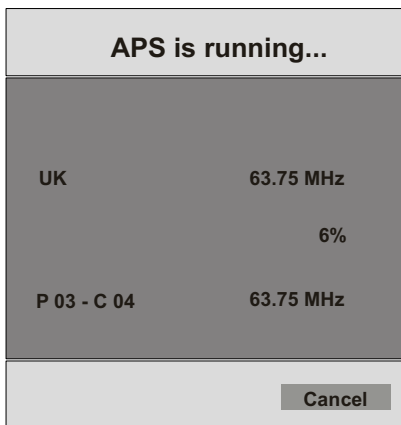 APS is running...
UK 63.75 MHz
6%
P 03 - C 04 63.75 MHz
Cancel